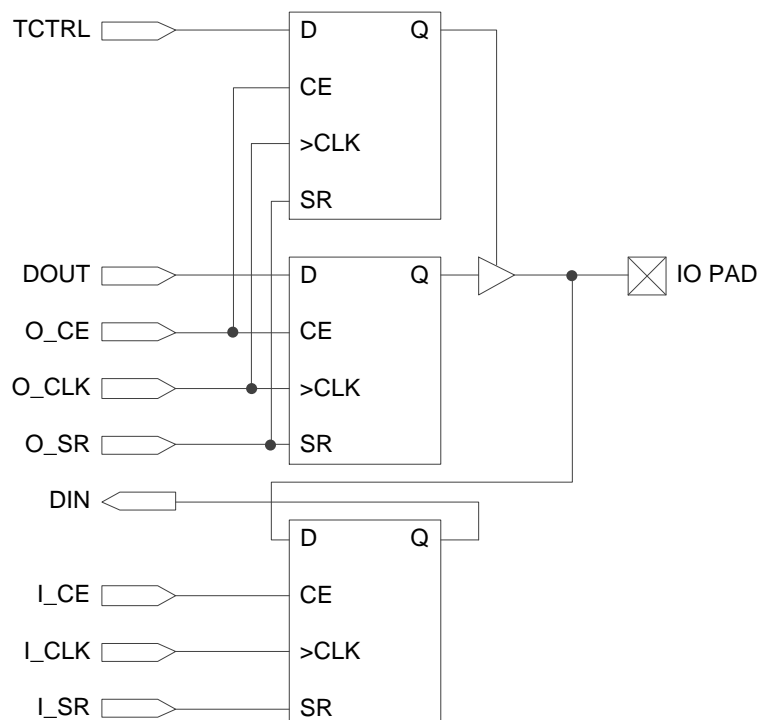 TCTRL
D Q
CE
>CLK
SR
DOUT D Q IO PAD
O_CE CE
O_CLK >CLK
O_SR SR
DIN
D Q
I_CE CE
I_CLK >CLK
I_SR SR